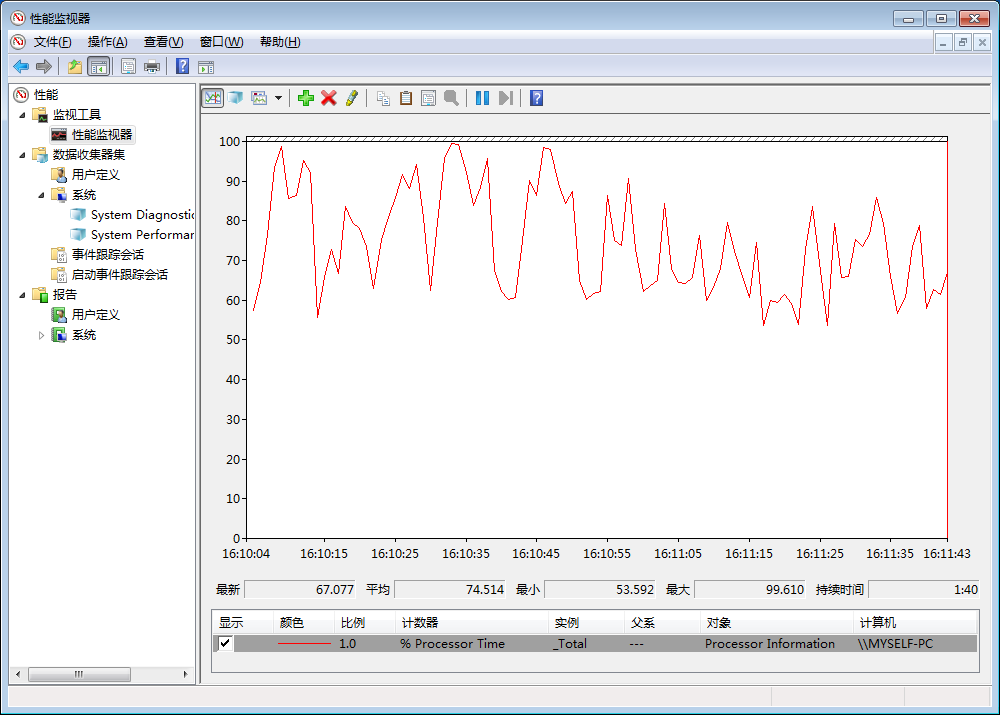 性能监视器
文件(F) 操作(A) 查看(V) 窗口(W) 帮助(H)
性能
监视工具
性能监视器
数据收集器集
用户定义
系统
System Diagnostic
System Performan
事件跟踪会话
启动事件跟踪会话
报告
用户定义
系统
100
90
80
70
60
50
40
30
20
10
0
16:10:04 16:10:15 16:10:25 16:10:35 16:10:45 16:10:55 16:11:05 16:11:15 16:11:25 16:11:35 16:11:43
最新 67.077 平均 74.514 最小 53.592 最大 99.610 持续时间 1:40
显示 颜色 比例 计数器 实例 父系 对象 计算机
1.0 % Processor Time _Total --- Processor Information \\MYSELF-PC